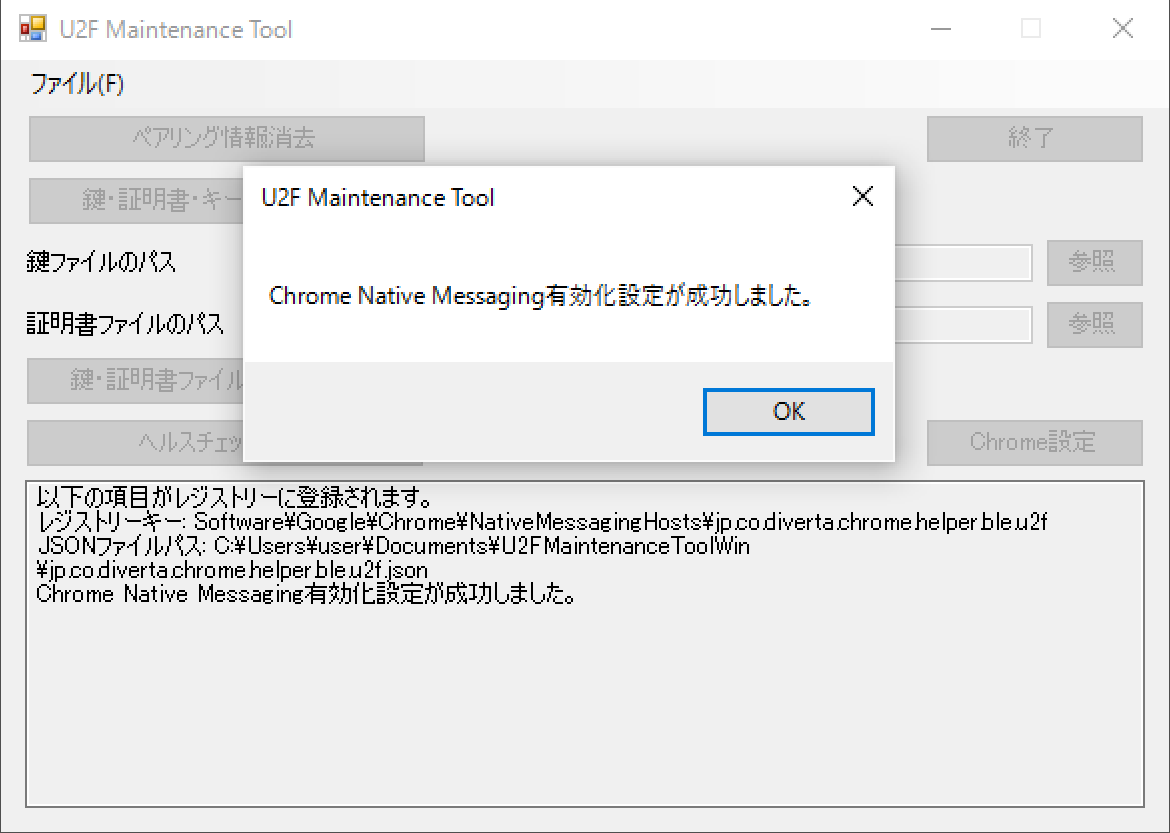 U2F Maintenance Tool
ファイル(F)
ペアリング情報消去
終了
鍵・証明書・キー
U2F Maintenance Tool
鍵ファイルのパス
参照
Chrome Native Messaging有効化設定が成功しました。
証明書ファイルのパス
参照
鍵・証明書ファイル
OK
ヘルスチェッ
Chrome設定
以下の項目がレジストリーに登録されます。
レジストリーキー: Software¥Google¥Chrome¥NativeMessagingHosts¥jp.co.diverta.chrome.helper.ble.u2f
JSONファイルパス: C:¥Users¥user¥Documents¥U2FMaintenanceToolWin
¥jp.co.diverta.chrome.helper.ble.u2f.json
Chrome Native Messaging有効化設定が成功しました。